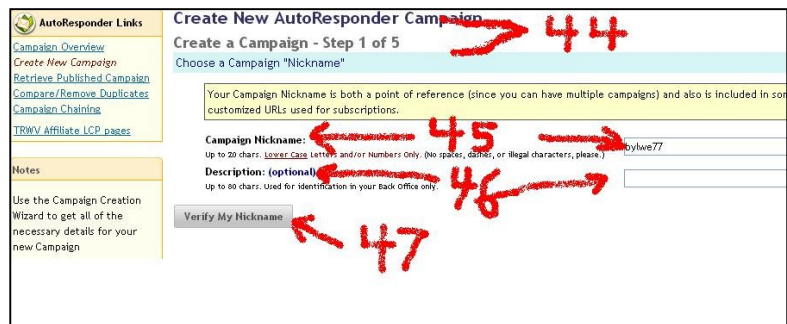 AutoResponder Links
Campaign Overview
Create New Campaign
Retrieve Published Campaign
Compare/Remove Duplicates
Campaign Chaining
TRWV Affiliate LCP pages
Notes
Use the Campaign Creation
Wizard to get all of the
necessary details for your
new Campaign
Create New AutoResponder Campaign
44
Create a Campaign - Step 1 of 5
Choose a Campaign "Nickname"
Your Campaign Nickname is both a point of reference (since you can have multiple campaigns) and also is included in
customized URLs used for subscriptions.
Campaign Nickname:
45
bylwe77
Up to 20 chars. Lower Case Letters and/or Numbers Only. (No spaces, dashes, or illegal characters, please.)
Description: (optional)
46
Up to 80 chars. Used for identification in your Back Office only.
Verify My Nickname
47